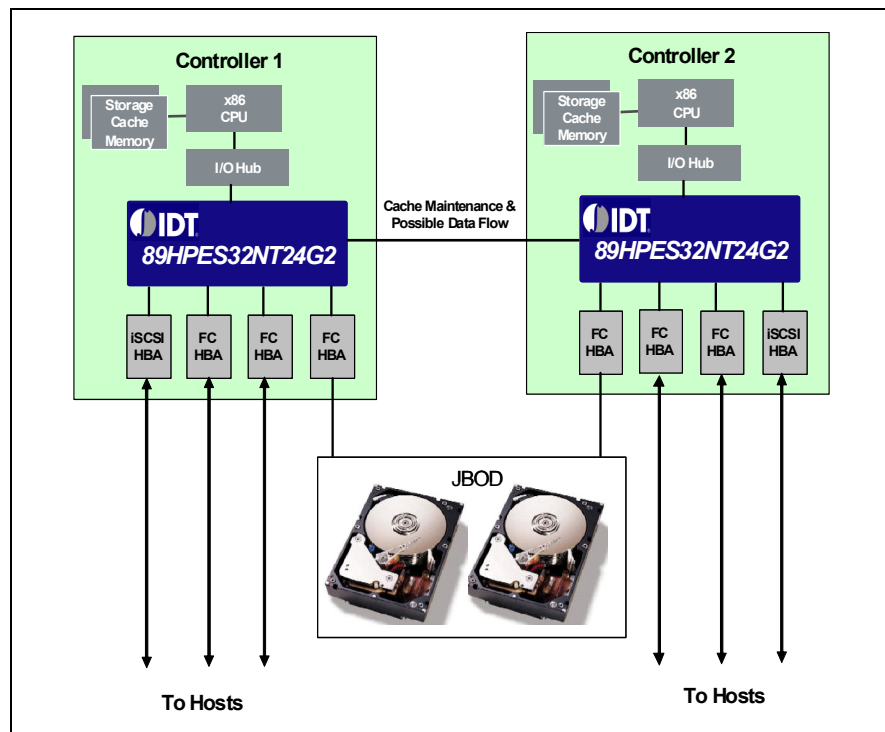 Controller 1
Storage
Cache
Memory
x86
CPU
I/O Hub
IDT
89HPES32NT24G2
iSCSI
HBA
FC
HBA
FC
HBA
FC
HBA
To Hosts
Cache Maintenance &
Possible Data Flow
Controller 2
Storage
Cache
Memory
x86
CPU
I/O Hub
IDT
89HPES32NT24G2
FC
HBA
FC
HBA
FC
HBA
iSCSI
HBA
JBOD
To Hosts